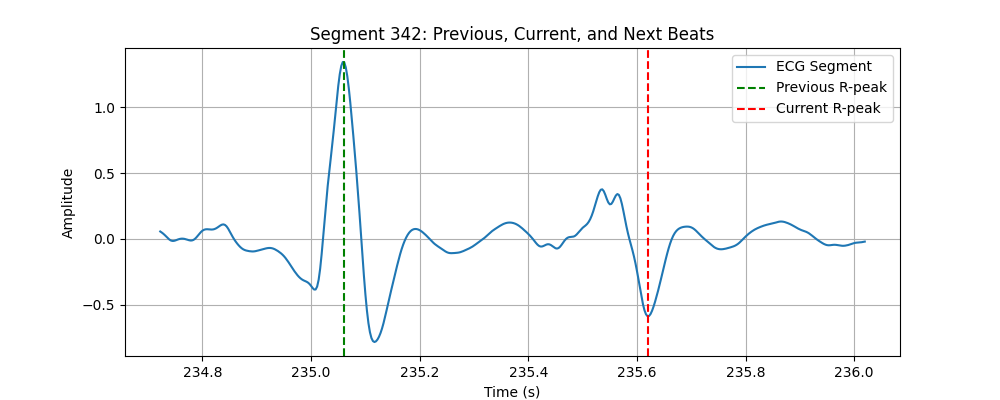 Segment 342: Previous, Current, and Next Beats
ECG Segment
Previous R-peak
Current R-peak
Amplitude
1.0
0.5
0.0
−0.5
234.8 235.0 235.2 235.4 235.6 235.8 236.0
Time (s)